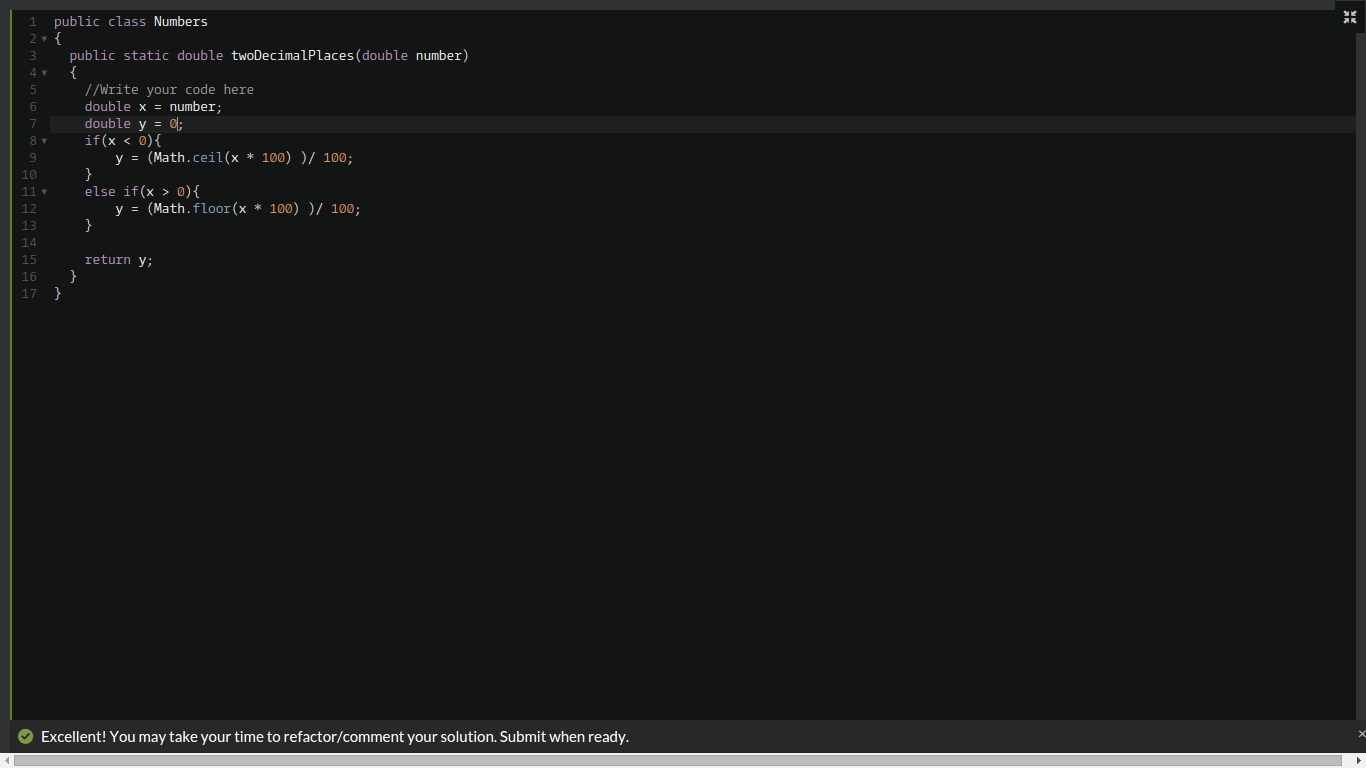 1 public class Numbers
2 {
3   public static double twoDecimalPlaces(double number)
4   {
5     //Write your code here
6     double x = number;
7     double y = 0;
8     if(x < 0){
9         y = (Math.ceil(x * 100) )/ 100;
10     }
11     else if(x > 0){
12         y = (Math.floor(x * 100) )/ 100;
13     }
14
15     return y;
16   }
17 }
Excellent! You may take your time to refactor/comment your solution. Submit when ready.